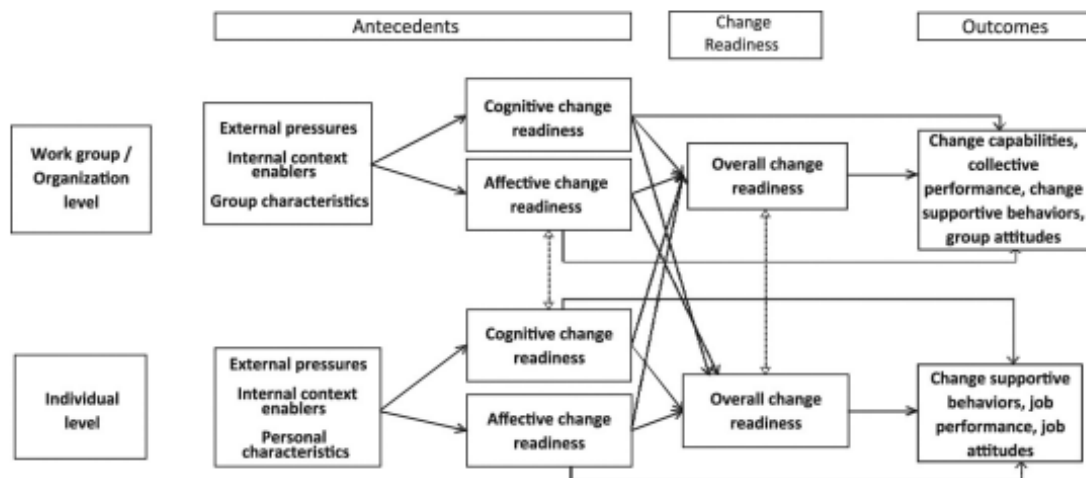 Antecedents
Change
Readiness
Outcomes
Work group /
Organization
level
External pressures
Internal context
enablers
Group characteristics
Cognitive change
readiness
Affective change
readiness
Overall change
readiness
Change capabilities,
collective
performance, change
supportive behaviors,
group attitudes
Individual
level
External pressures
Internal context
enablers
Personal
characteristics
Cognitive change
readiness
Affective change
readiness
Overall change
readiness
Change supportive
behaviors, job
performance, job
attitudes